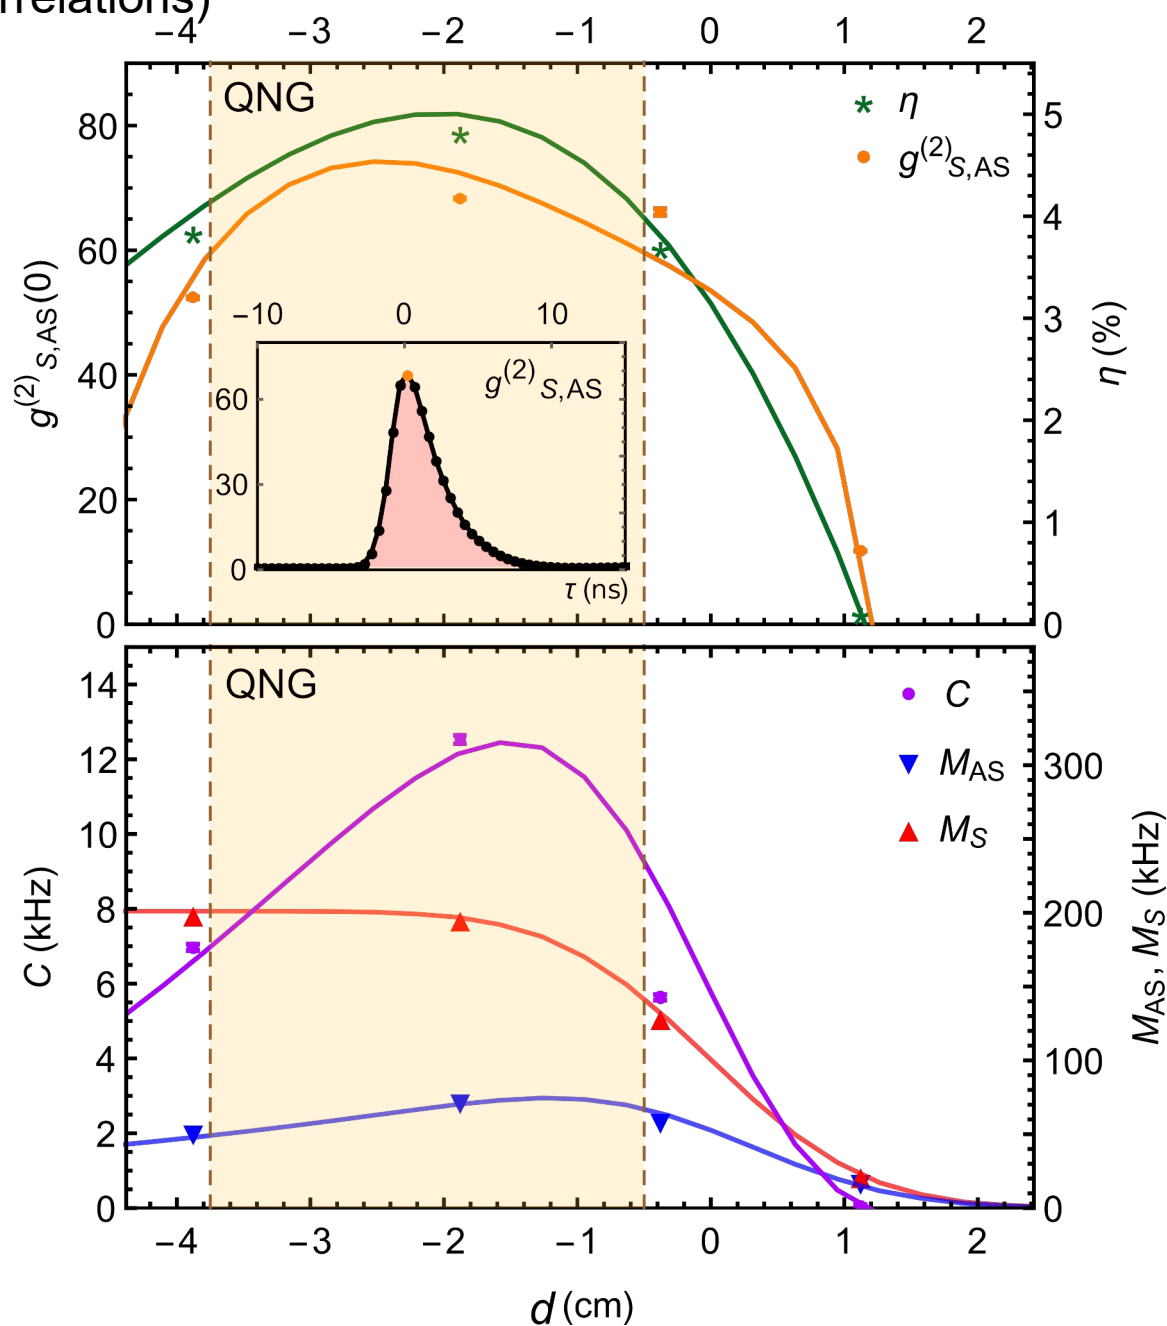 rrelations)
−4 −3 −2 −1 0 1 2
QNG
η
g(2)S,AS
80
60
40
20
0
g(2) S,AS(0)
5
4
3
2
1
0
η (%)
−10 0 10
g(2) S,AS
60
30
0
τ (ns)
QNG
C
MAS
MS
14
12
10
8
6
4
2
0
C (kHz)
300
200
100
0
MAS, MS (kHz)
−4 −3 −2 −1 0 1 2
d (cm)